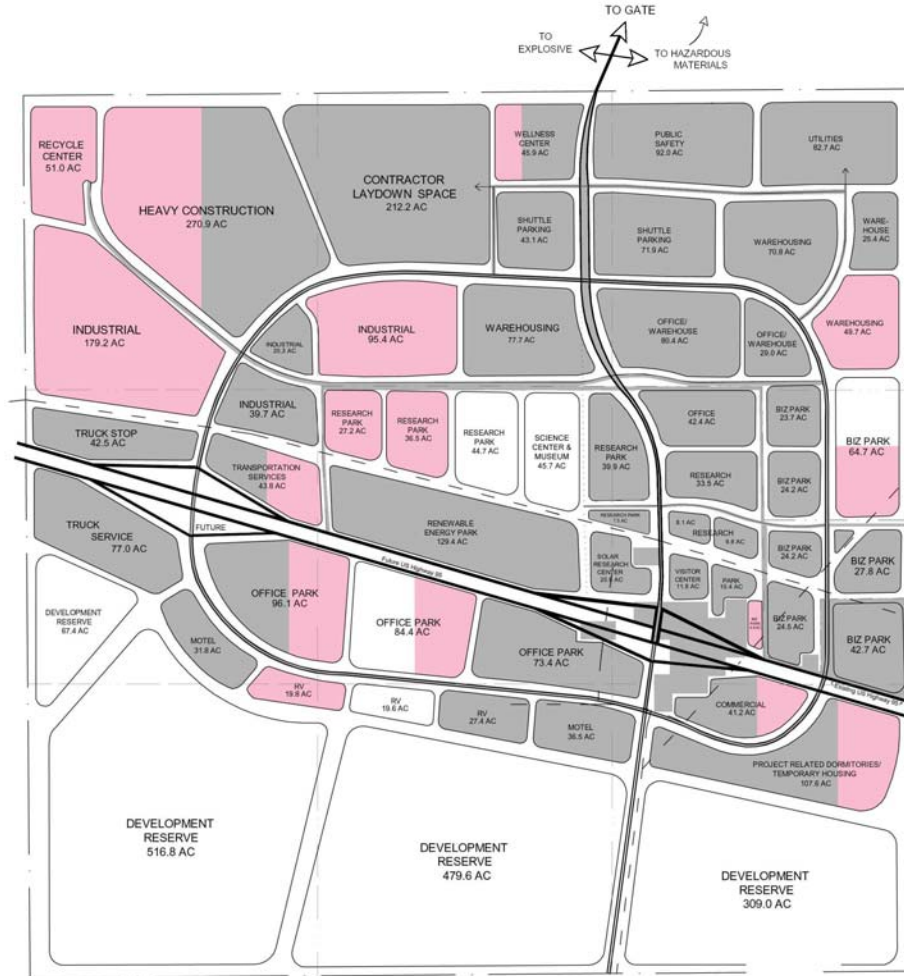 TO GATE
TO
EXPLOSIVE
TO HAZARDOUS
MATERIALS
RECYCLE
CENTER
51.0 AC
HEAVY CONSTRUCTION
270.9 AC
CONTRACTOR
LAYDOWN SPACE
212.2 AC
WELLNESS
CENTER
45.9 AC
PUBLIC
SAFETY
92.0 AC
UTILITIES
82.7 AC
SHUTTLE
PARKING
43.1 AC
SHUTTLE
PARKING
71.9 AC
WAREHOUSING
70.8 AC
WARE-
HOUSE
25.4 AC
INDUSTRIAL
179.2 AC
INDUSTRIAL
20.3 AC
INDUSTRIAL
95.4 AC
WAREHOUSING
77.7 AC
OFFICE/
WAREHOUSE
80.4 AC
OFFICE/
WAREHOUSE
29.0 AC
WAREHOUSING
49.7 AC
INDUSTRIAL
39.7 AC
RESEARCH
PARK
27.2 AC
RESEARCH
PARK
36.5 AC
RESEARCH
PARK
44.7 AC
SCIENCE
CENTER &
MUSEUM
45.7 AC
RESEARCH
PARK
39.9 AC
OFFICE
42.4 AC
BIZ PARK
23.7 AC
BIZ PARK
64.7 AC
TRUCK STOP
42.5 AC
TRANSPORTATION
SERVICES
43.8 AC
RESEARCH
33.5 AC
BIZ PARK
24.2 AC
TRUCK
SERVICE
77.0 AC
FUTURE
RENEWABLE
ENERGY PARK
129.4 AC
RESEARCH PARK
8.1 AC
RESEARCH
BIZ PARK
24.2 AC
BIZ PARK
27.8 AC
Future US Highway 95
SOLAR
RESEARCH
CENTER
VISITOR
CENTER
11.8 AC
PARK
OFFICE PARK
96.1 AC
OFFICE PARK
84.4 AC
OFFICE PARK
73.4 AC
BIZ PARK
24.5 AC
BIZ PARK
42.7 AC
DEVELOPMENT
RESERVE
67.4 AC
MOTEL
31.8 AC
RV
19.8 AC
RV
19.6 AC
RV
27.4 AC
MOTEL
36.5 AC
COMMERCIAL
41.2 AC
Existing US Highway 95
PROJECT RELATED DORMITORIES/
TEMPORARY HOUSING
107.6 AC
DEVELOPMENT
RESERVE
516.8 AC
DEVELOPMENT
RESERVE
479.6 AC
DEVELOPMENT
RESERVE
309.0 AC